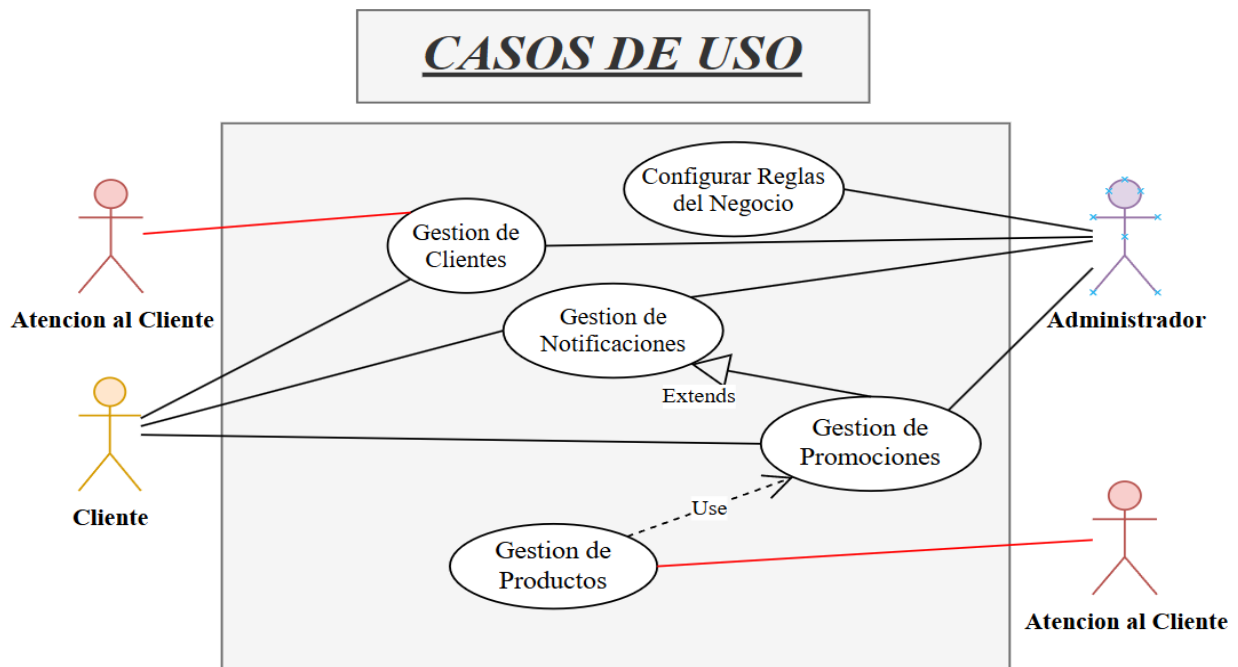 CASOS DE USO
Configurar Reglas
del Negocio
Gestion de
Clientes
Atencion al Cliente
Gestion de
Notificaciones
Administrador
Extends
Gestion de
Promociones
Cliente
Use
Gestion de
Productos
Atencion al Cliente